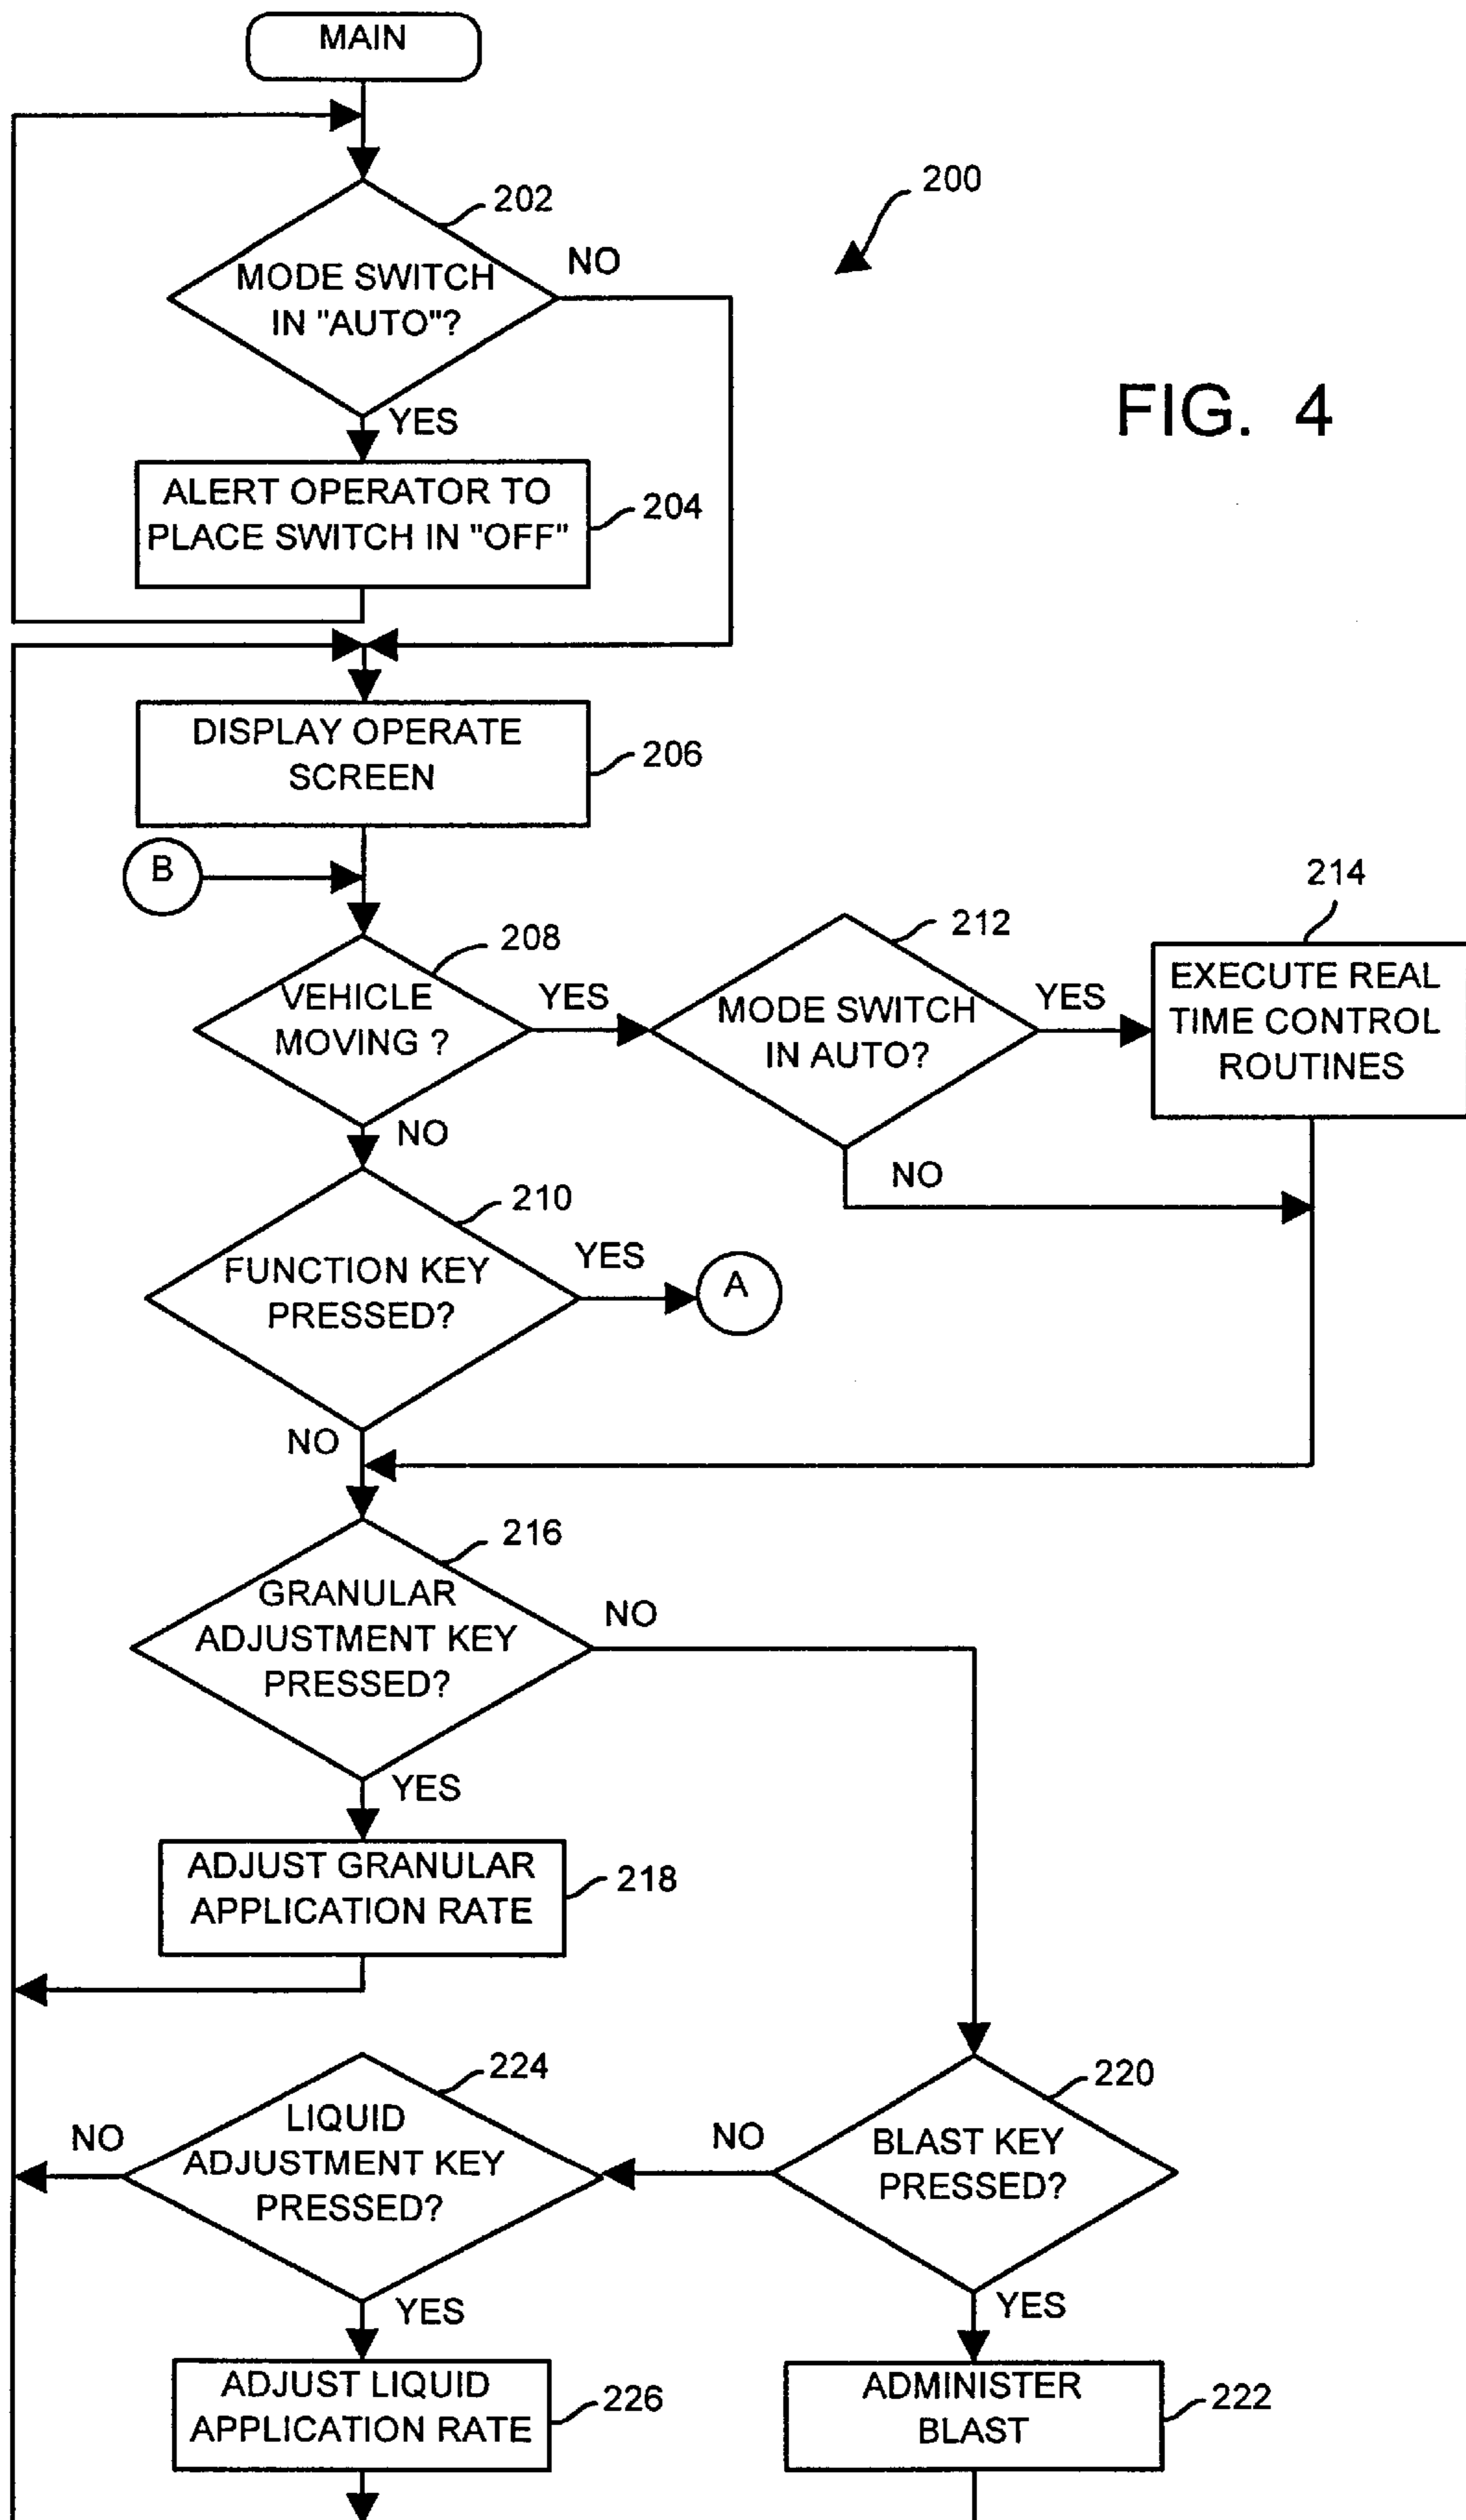 MAIN
200
202
MODE SWITCH
IN "AUTO"?
NO
YES
FIG. 4
ALERT OPERATOR TO
PLACE SWITCH IN "OFF"
204
DISPLAY OPERATE
SCREEN
206
B
208
VEHICLE
MOVING ?
YES
NO
212
MODE SWITCH
IN AUTO?
YES
NO
214
EXECUTE REAL
TIME CONTROL
ROUTINES
210
FUNCTION KEY
PRESSED?
YES
A
NO
216
GRANULAR
ADJUSTMENT KEY
PRESSED?
NO
YES
ADJUST GRANULAR
APPLICATION RATE
218
220
BLAST KEY
PRESSED?
NO
YES
224
LIQUID
ADJUSTMENT KEY
PRESSED?
NO
YES
ADJUST LIQUID
APPLICATION RATE
226
ADMINISTER
BLAST
222